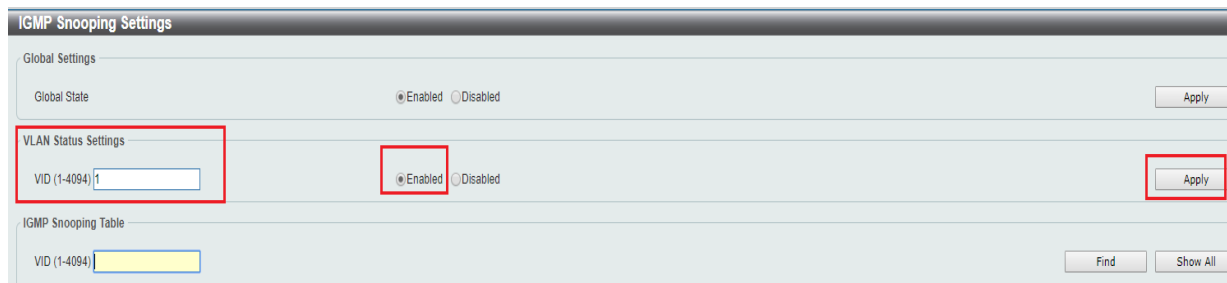 IGMP Snooping Settings
Global Settings
Global State Enabled Disabled Apply
VLAN Status Settings
VID (1-4094) 1 Enabled Disabled Apply
IGMP Snooping Table
VID (1-4094) Find Show All